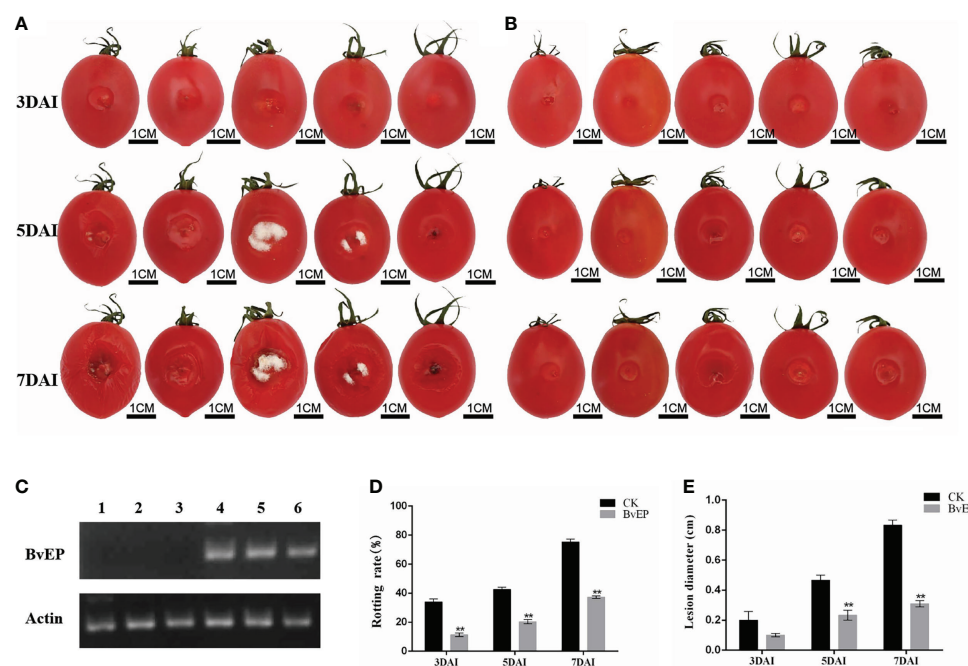 A
B
3DAI
1CM 1CM 1CM 1CM 1CM 1CM 1CM 1CM 1CM 1CM
5DAI
1CM 1CM 1CM 1CM 1CM 1CM 1CM 1CM 1CM 1CM
7DAI
1CM 1CM 1CM 1CM 1CM 1CM 1CM 1CM 1CM 1CM
C
1 2 3 4 5 6
BvEP
Actin
D
CK
BvEP
Rotting rate (%)
100
80
60
40
20
0
** ** **
3DAI 5DAI 7DAI
E
CK
BvE
Lesion diameter (cm)
1.0
0.8
0.6
0.4
0.2
0.0
** **
3DAI 5DAI 7DAI